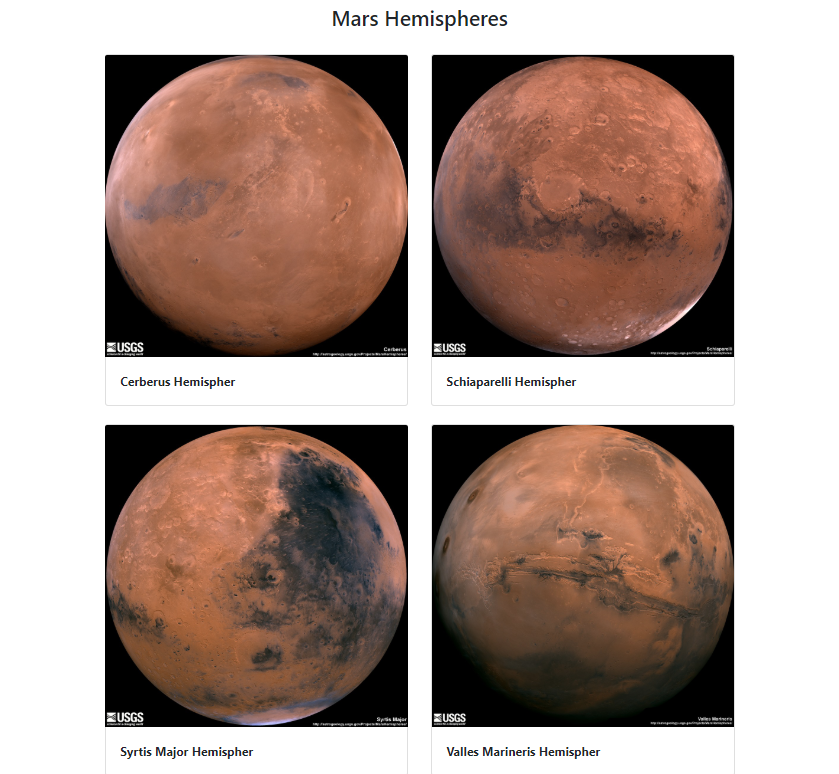 Mars Hemispheres
USGS
Cerberus
USGS
Schiaparelli
Cerberus Hemispher
Schiaparelli Hemispher
USGS
Syrtis Major
USGS
Valles Marineris
Syrtis Major Hemispher
Valles Marineris Hemispher